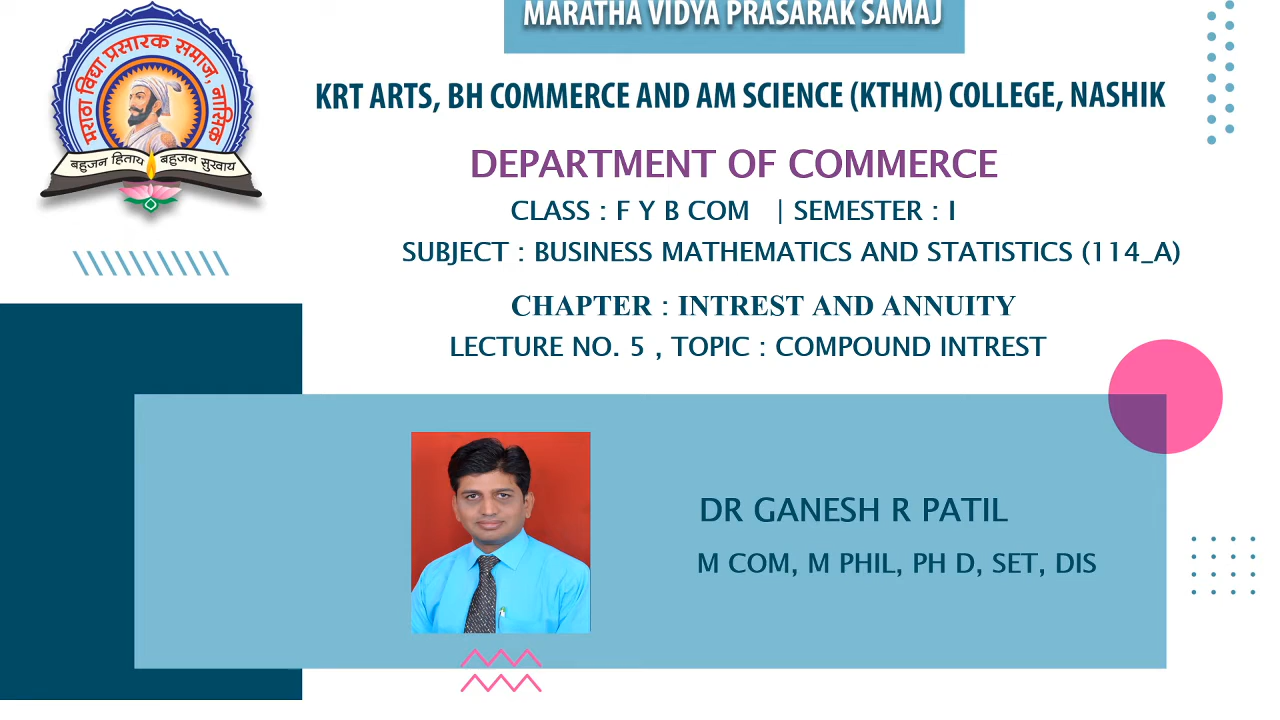 MARATHA VIDYA PRASARAK SAMAJ
मराठा विद्या प्रसारक समाज, नाशिक
बहुजन हिताय बहुजन सुखाय
KRT ARTS, BH COMMERCE AND AM SCIENCE (KTHM) COLLEGE, NASHIK
DEPARTMENT OF COMMERCE
CLASS : F Y B COM | SEMESTER : I
SUBJECT : BUSINESS MATHEMATICS AND STATISTICS (114_A)
CHAPTER : INTREST AND ANNUITY
LECTURE NO. 5 , TOPIC : COMPOUND INTREST
DR GANESH R PATIL
M COM, M PHIL, PH D, SET, DIS